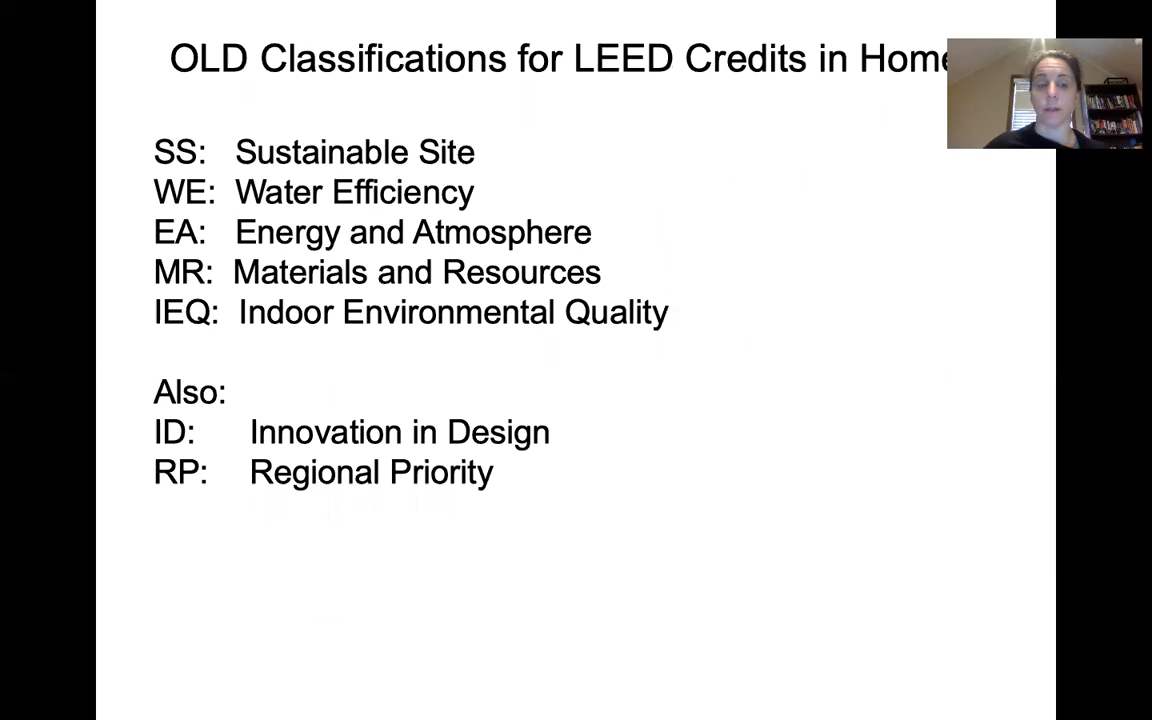 OLD Classifications for LEED Credits in Home
SS: Sustainable Site
WE: Water Efficiency
EA: Energy and Atmosphere
MR: Materials and Resources
IEQ: Indoor Environmental Quality
Also:
ID: Innovation in Design
RP: Regional Priority